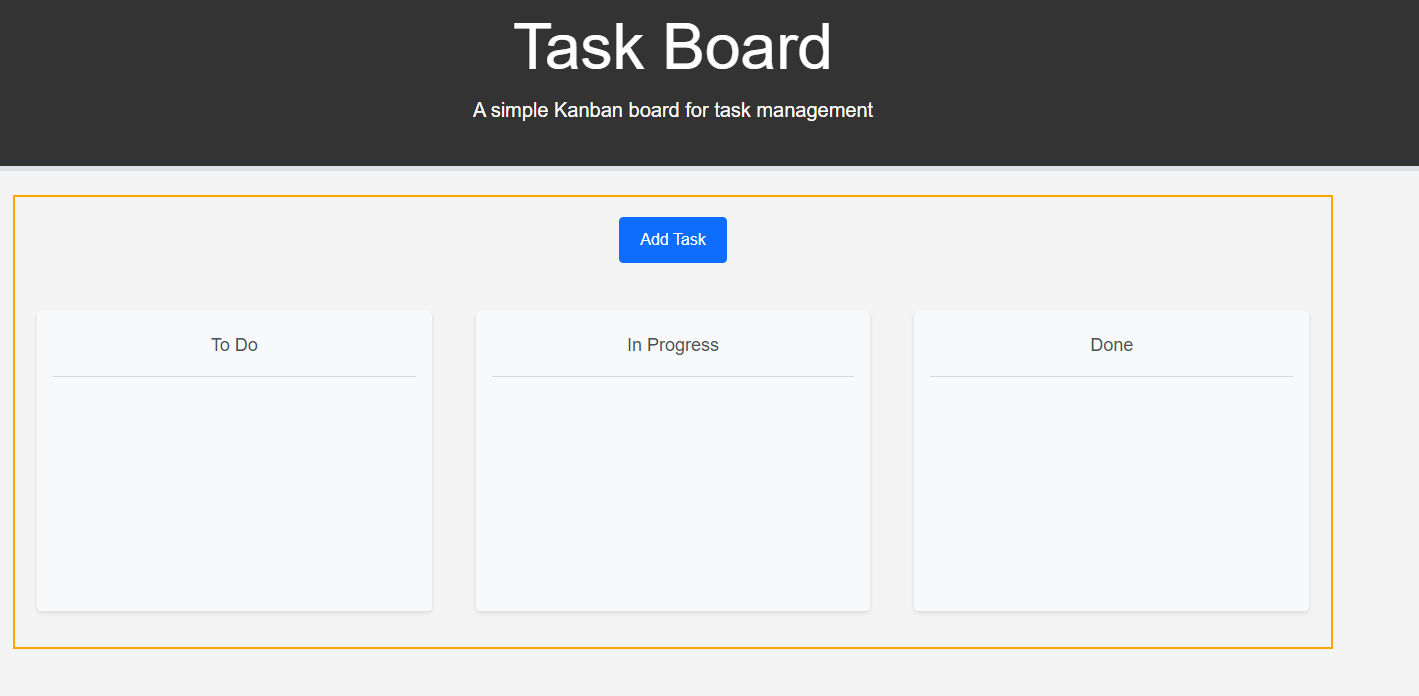 Task Board
A simple Kanban board for task management
Add Task
To Do
In Progress
Done